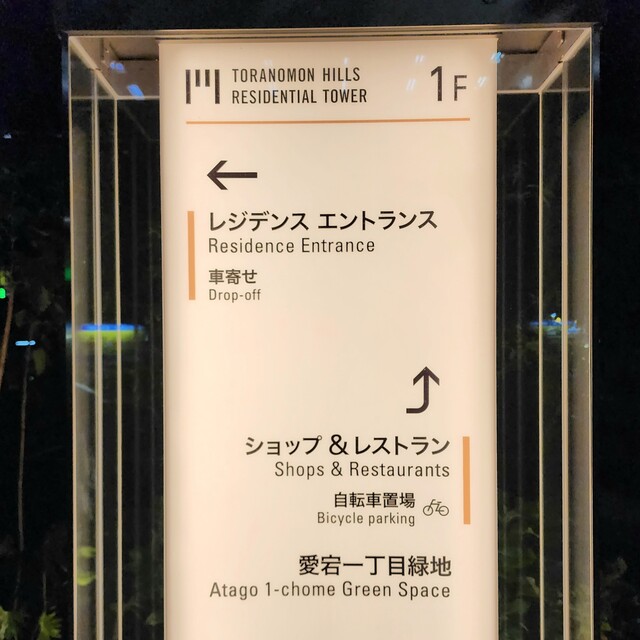 TORANOMON HILLS
RESIDENTIAL TOWER
1F
レジデンス エントランス
Residence Entrance
車寄せ
Drop-off
ショップ &レストラン
Shops & Restaurants
自転車置場
Bicycle parking
愛宕一丁目緑地
Atago 1-chome Green Space